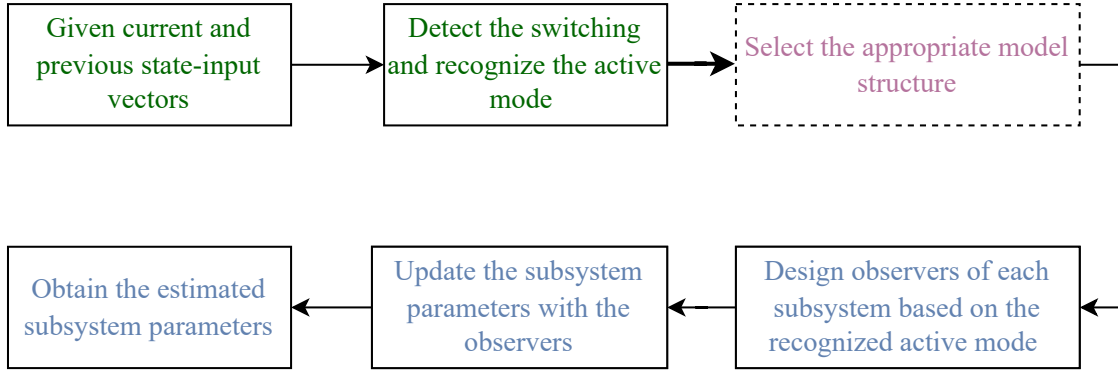 Given current and
previous state-input
vectors
Detect the switching
and recognize the active
mode
Select the appropriate model
structure
Design observers of each
subsystem based on the
recognized active mode
Update the subsystem
parameters with the
observers
Obtain the estimated
subsystem parameters